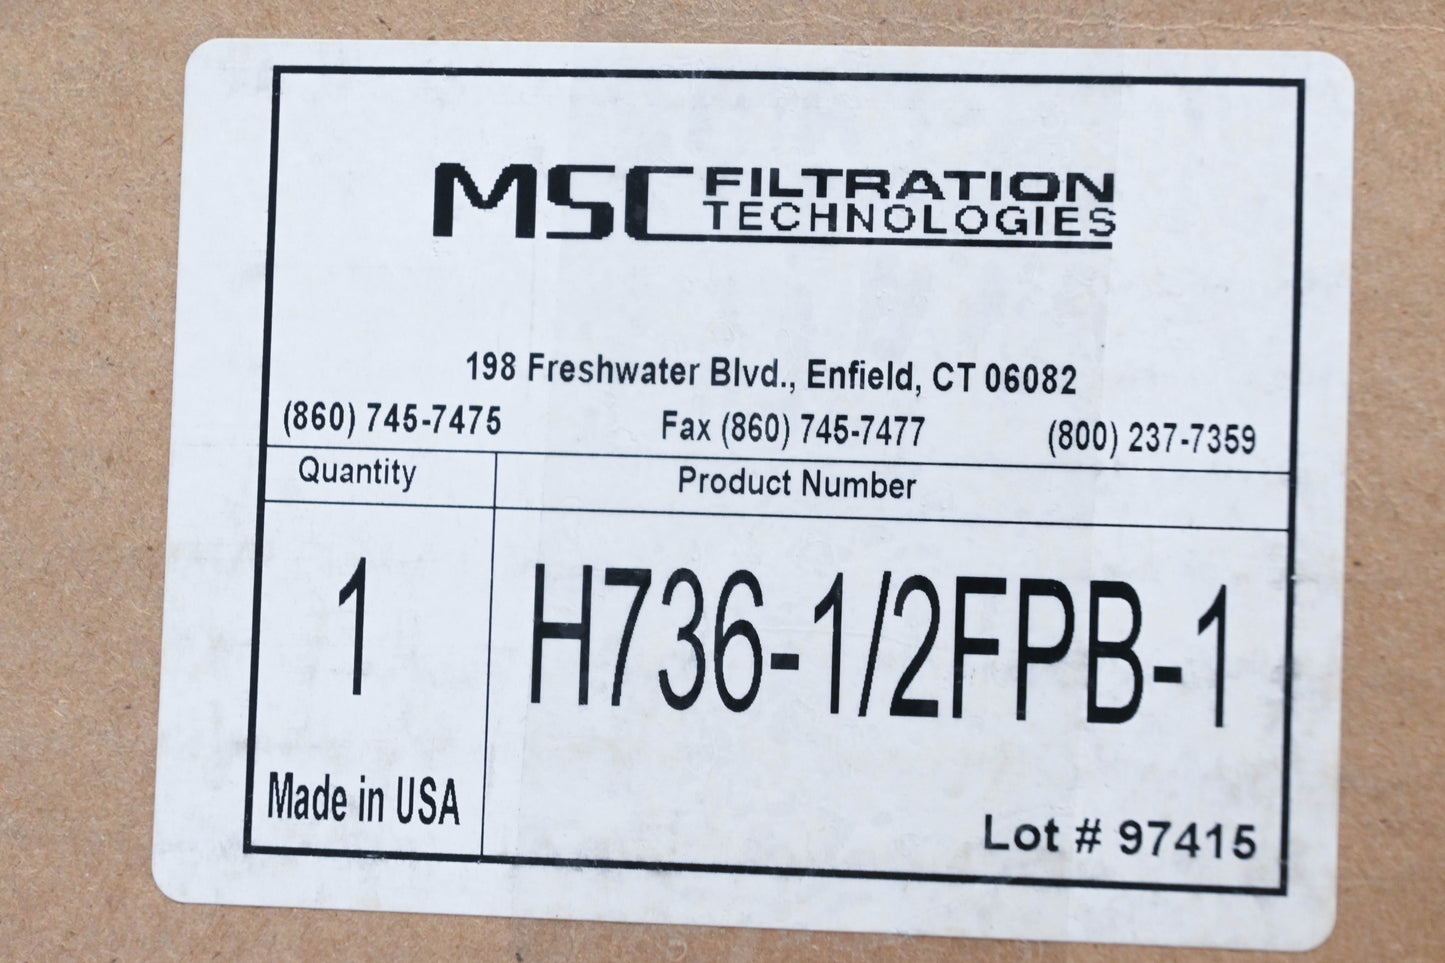 MSC FILTRATION
TECHNOLOGIES
198 Freshwater Blvd., Enfield, CT 06082
(860) 745-7475 Fax (860) 745-7477 (800) 237-7359
Quantity Product Number
1 H736-1/2FPB-1
Made in USA
Lot # 97415